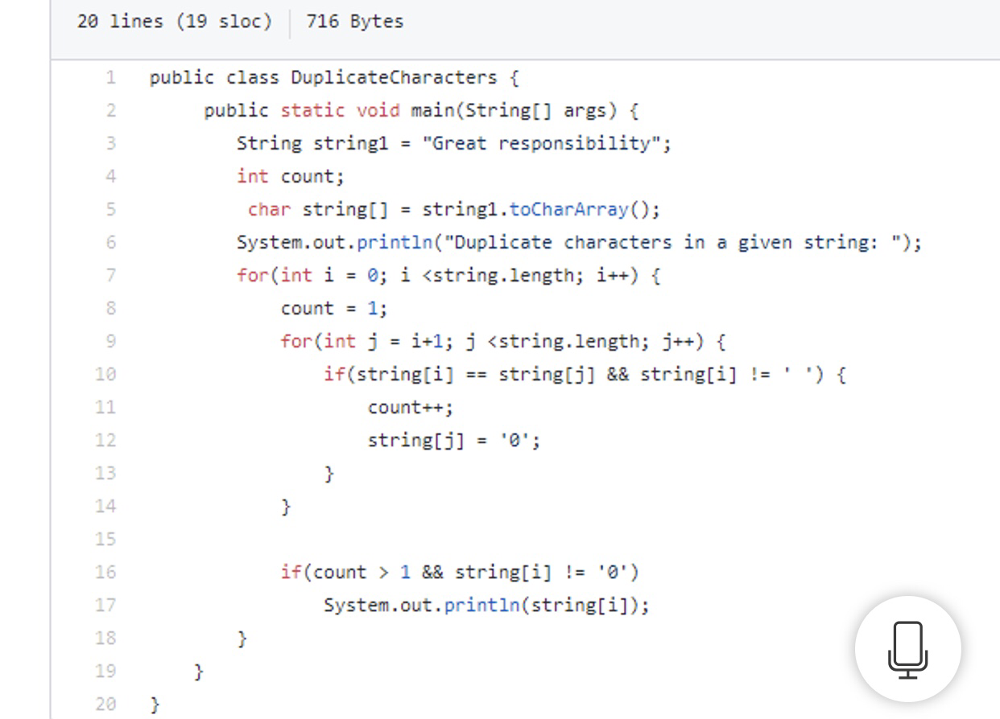 20 lines (19 sloc) 716 Bytes
1 public class DuplicateCharacters {
2 public static void main(String[] args) {
3 String string1 = "Great responsibility";
4 int count;
5 char string[] = string1.toCharArray();
6 System.out.println("Duplicate characters in a given string: ");
7 for(int i = 0; i <string.length; i++) {
8 count = 1;
9 for(int j = i+1; j <string.length; j++) {
10 if(string[i] == string[j] && string[i] != ' ') {
11 count++;
12 string[j] = '0';
13 }
14 }
15
16 if(count > 1 && string[i] != '0')
17 System.out.println(string[i]);
18 }
19 }
20 }